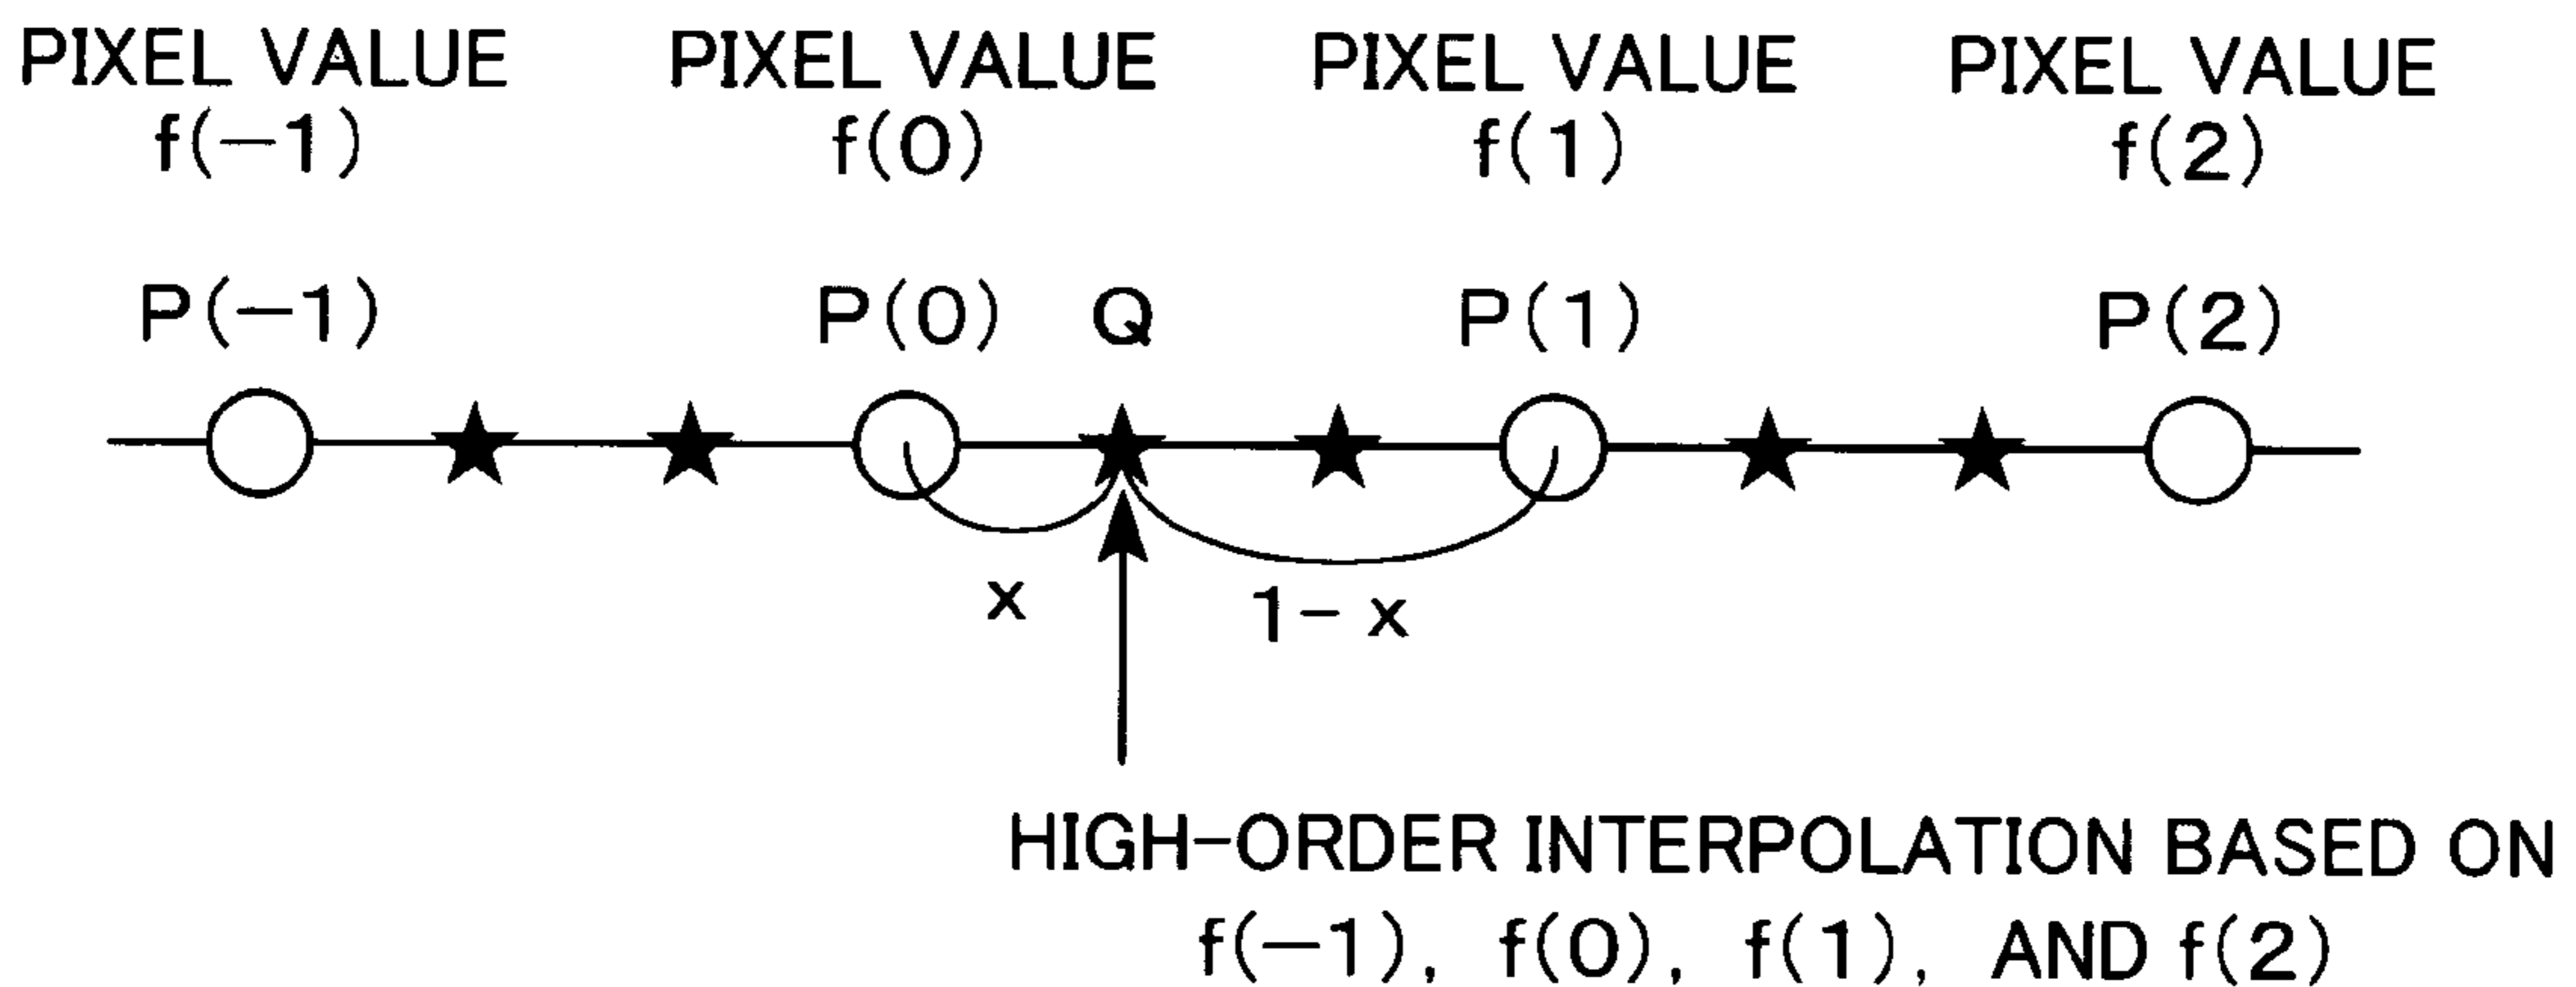 PIXEL VALUE PIXEL VALUE PIXEL VALUE PIXEL VALUE
f(−1) f(0) f(1) f(2)
P(−1) P(0) Q P(1) P(2)
x 1− x
HIGH−ORDER INTERPOLATION BASED ON
f(−1), f(0), f(1), AND f(2)